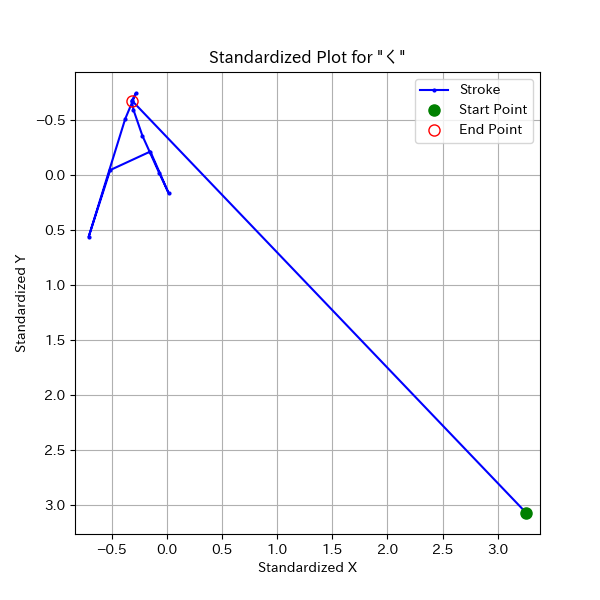 Standardized Plot for "く"
Stroke
Start Point
End Point
Standardized Y
−0.5
0.0
0.5
1.0
1.5
2.0
2.5
3.0
−0.5 0.0 0.5 1.0 1.5 2.0 2.5 3.0
Standardized X